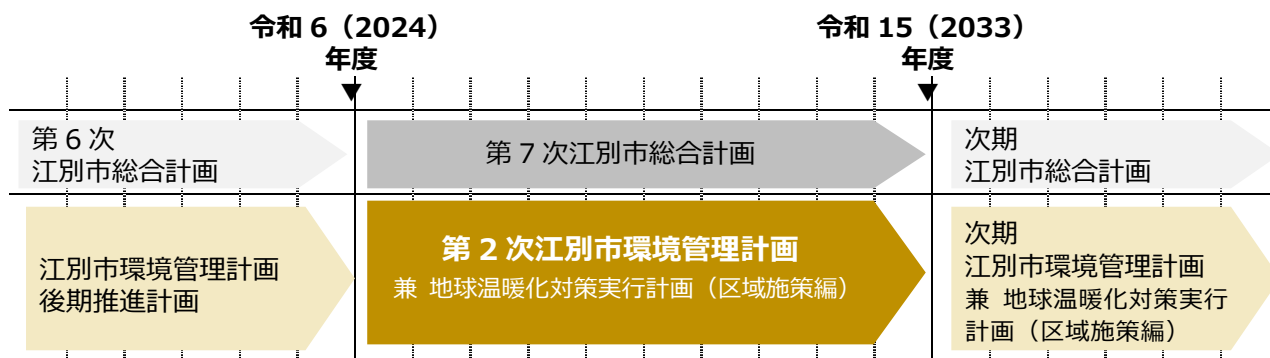 令和 6（2024）
年度
令和 15（2033）
年度
第 6 次
江別市総合計画
第 7 次江別市総合計画
次期
江別市総合計画
江別市環境管理計画
後期推進計画
第 2 次江別市環境管理計画
兼 地球温暖化対策実行計画（区域施策編）
次期
江別市環境管理計画
兼 地球温暖化対策実行
計画（区域施策編）